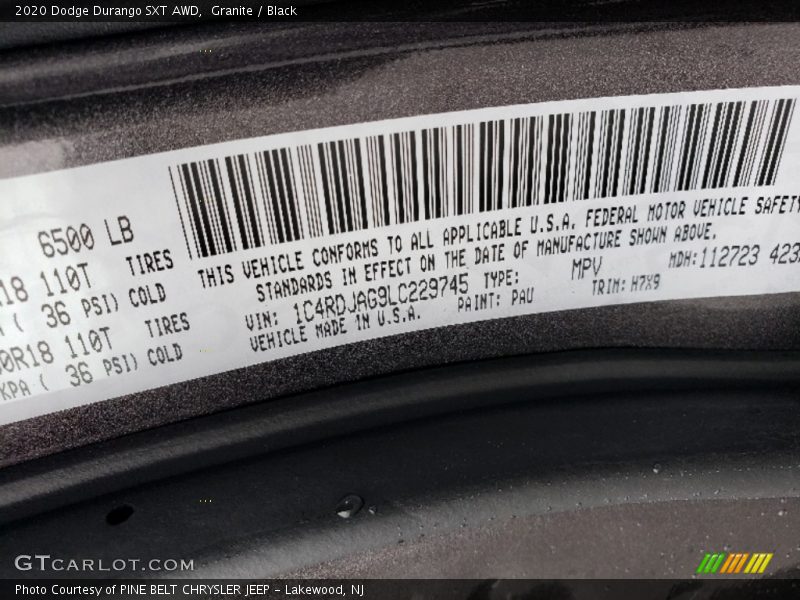 2020 Dodge Durango SXT AWD, Granite / Black
6500 LB
R18 110T TIRES
( 36 PSI) COLD
0R18 110T TIRES
KPA ( 36 PSI) COLD
THIS VEHICLE CONFORMS TO ALL APPLICABLE U.S.A. FEDERAL MOTOR VEHICLE SAFETY
STANDARDS IN EFFECT ON THE DATE OF MANUFACTURE SHOWN ABOVE.
VIN: 1C4RDJAG9LC229745 TYPE: MPV MDH: 112723 423
VEHICLE MADE IN U.S.A. PAINT: PAU TRIM: H7X9
GTCARLOT.COM
Photo Courtesy of PINE BELT CHRYSLER JEEP - Lakewood, NJ